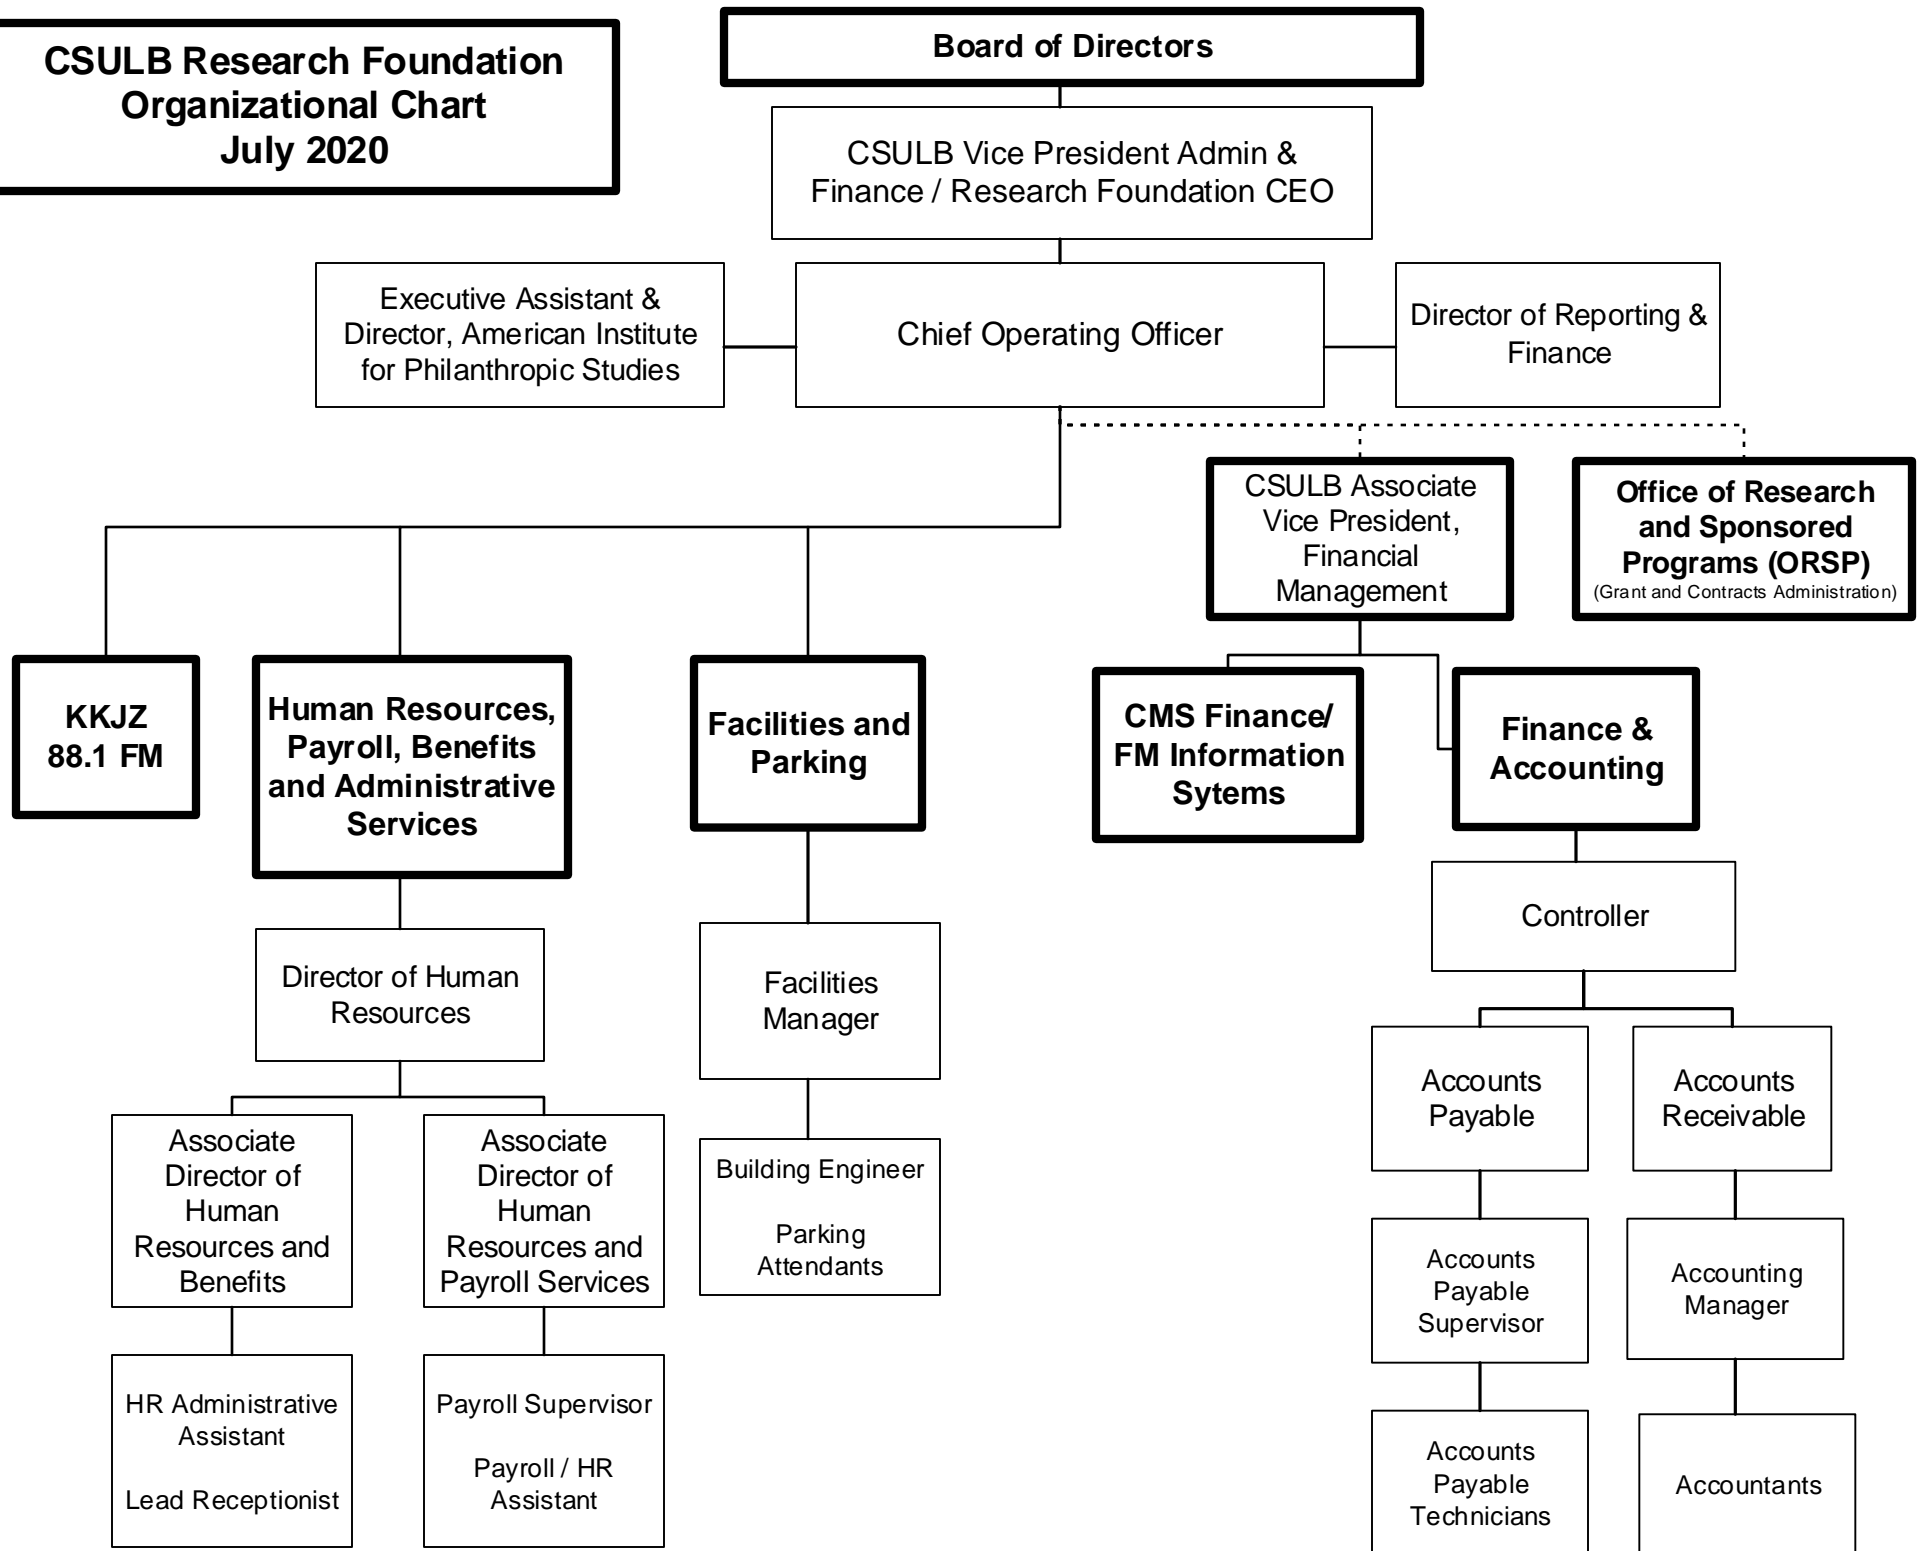 CSULB Research Foundation
Organizational Chart
July 2020
Board of Directors
CSULB Vice President Admin &
Finance / Research Foundation CEO
Executive Assistant &
Director, American Institute
for Philanthropic Studies
Chief Operating Officer
Director of Reporting &
Finance
CSULB Associate
Vice President,
Financial
Management
Office of Research
and Sponsored
Programs (ORSP)
(Grant and Contracts Administration)
KKJZ
88.1 FM
Human Resources,
Payroll, Benefits
and Administrative
Services
Facilities and
Parking
CMS Finance/
FM Information
Sytems
Finance &
Accounting
Director of Human
Resources
Facilities
Manager
Controller
Associate
Director of
Human
Resources and
Benefits
Associate
Director of
Human
Resources and
Payroll Services
Building Engineer
Parking
Attendants
Accounts
Payable
Accounts
Receivable
Accounts
Payable
Supervisor
Accounting
Manager
HR Administrative
Assistant
Lead Receptionist
Payroll Supervisor
Payroll / HR
Assistant
Accounts
Payable
Technicians
Accountants